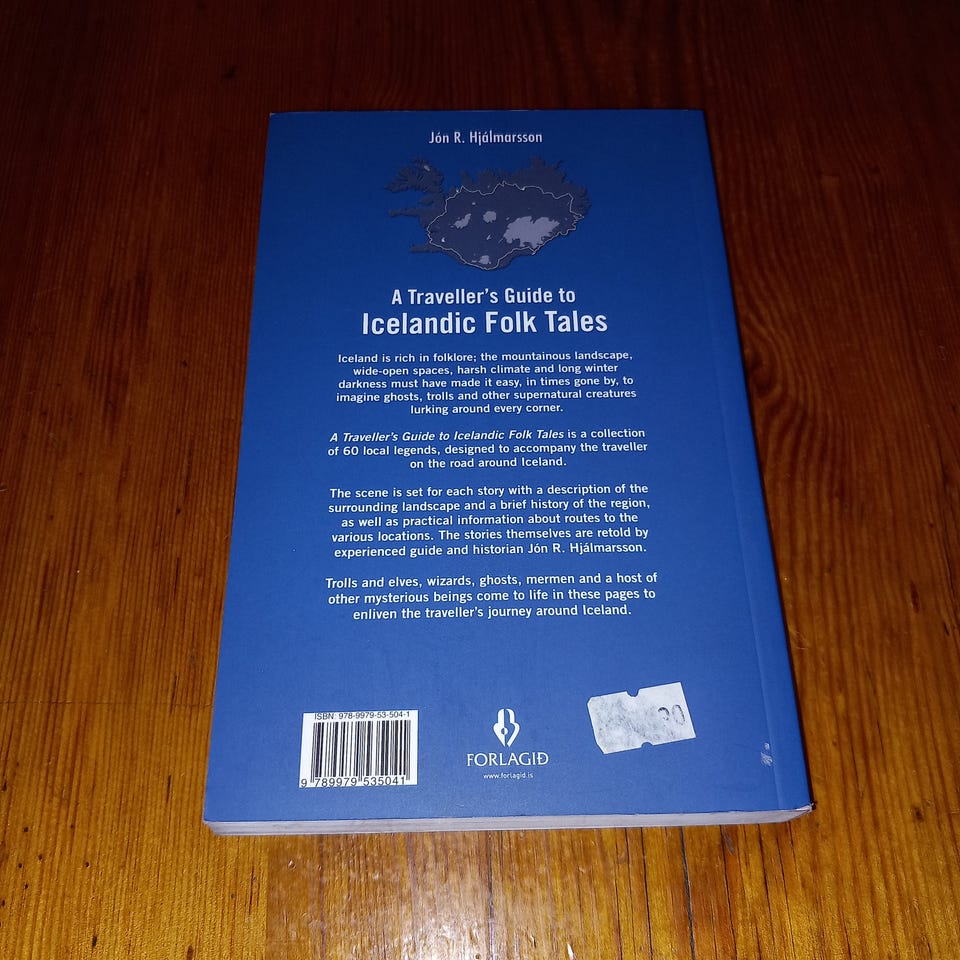 Jón R. Hjálmarsson
A Traveller's Guide to
Icelandic Folk Tales
Iceland is rich in folklore; the mountainous landscape,
wide-open spaces, harsh climate and long winter
darkness must have made it easy, in times gone by, to
imagine ghosts, trolls and other supernatural creatures
lurking around every corner.
A Traveller's Guide to Icelandic Folk Tales is a collection
of 60 local legends, designed to accompany the traveller
on the road around Iceland.
The scene is set for each story with a description of the
surrounding landscape and a brief history of the region,
as well as practical information about routes to the
various locations. The stories themselves are retold by
experienced guide and historian Jón R. Hjálmarsson.
Trolls and elves, wizards, ghosts, mermen and a host of
other mysterious beings come to life in these pages to
enliven the traveller's journey around Iceland.
ISBN 978-9979-53-504-1
9 789979 535041
FORLAGIÐ
www.forlagid.is